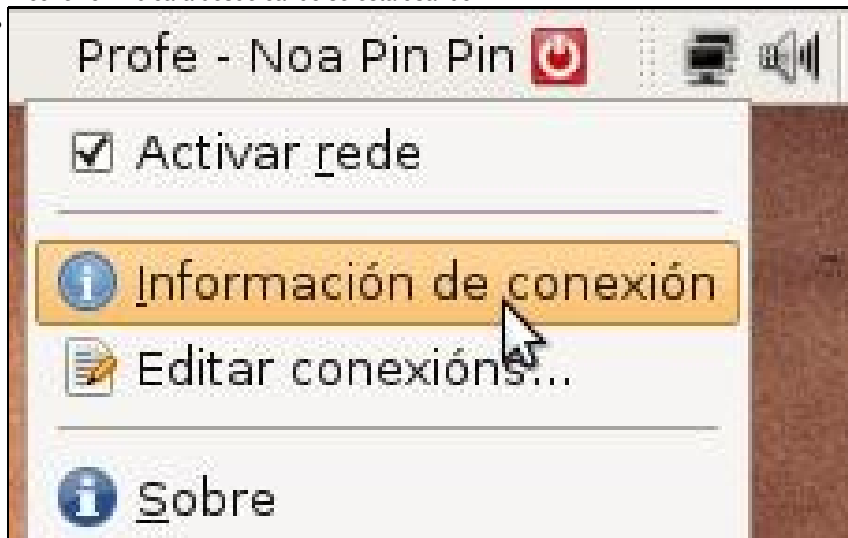 Profe - Noa Pin Pin
Activar rede
Información de conexión
Editar conexións...
Sobre